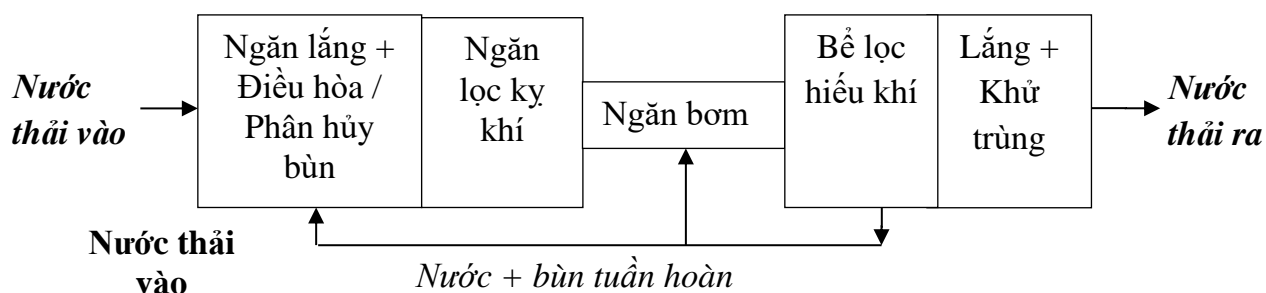 Nước
thải vào
Ngăn lắng +
Điều hòa /
Phân hủy
bùn
Ngăn
lọc kỵ
khí
Ngăn bơm
Bể lọc
hiếu khí
Lắng +
Khử
trùng
Nước
thải ra
Nước thải
vào
Nước + bùn tuần hoàn